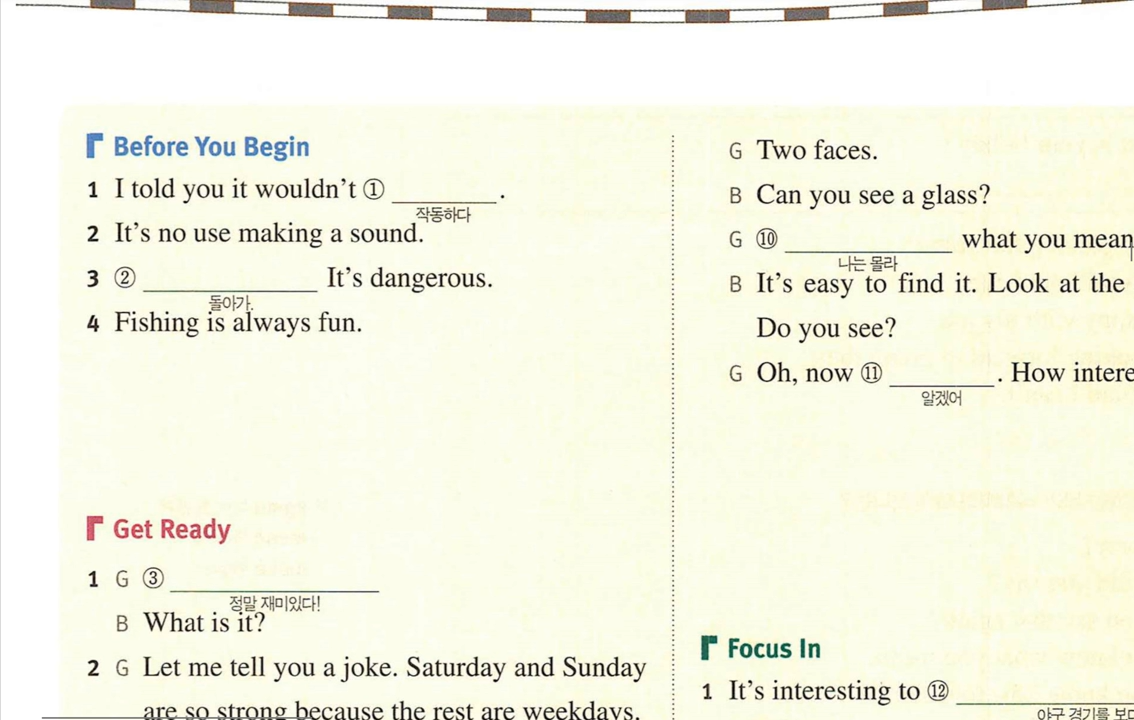 Before You Begin
1 I told you it wouldn't ① ________ .
작동하다
2 It's no use making a sound.
3 ② ____________ It's dangerous.
돌아가.
4 Fishing is always fun.
Get Ready
1 G ③ ______________
정말 재미있다!
B What is it?
2 G Let me tell you a joke. Saturday and Sunday
are so strong because the rest are weekdays.
G Two faces.
B Can you see a glass?
G ⑩ ____________ what you mean
나는 몰라
B It's easy to find it. Look at the
Do you see?
G Oh, now ⑪ ________ . How intere
알겠어
Focus In
1 It's interesting to ⑫ ____________
야구 경기를 보다